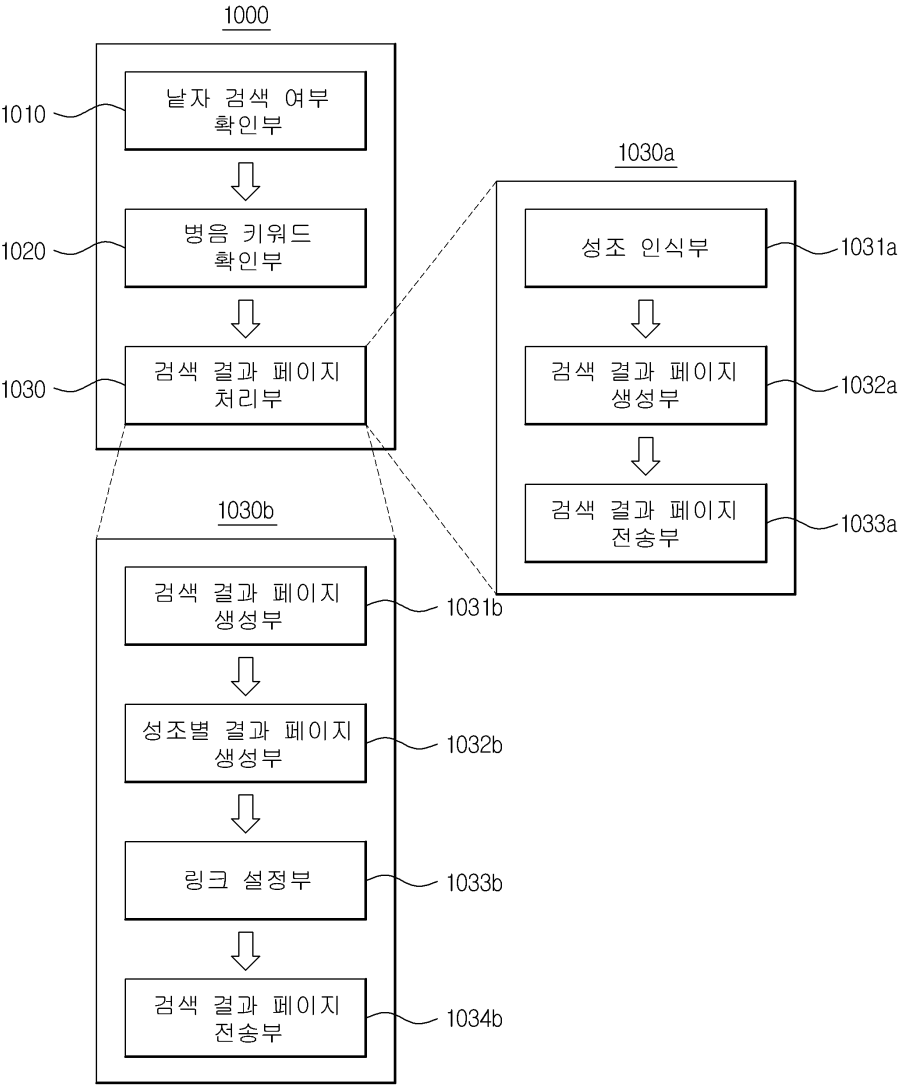 1000
낱자 검색 여부
확인부
1010
병음 키워드
확인부
1020
검색 결과 페이지
처리부
1030
1030a
성조 인식부
1031a
검색 결과 페이지
생성부
1032a
검색 결과 페이지
전송부
1033a
1030b
검색 결과 페이지
생성부
1031b
성조별 결과 페이지
생성부
1032b
링크 설정부
1033b
검색 결과 페이지
전송부
1034b